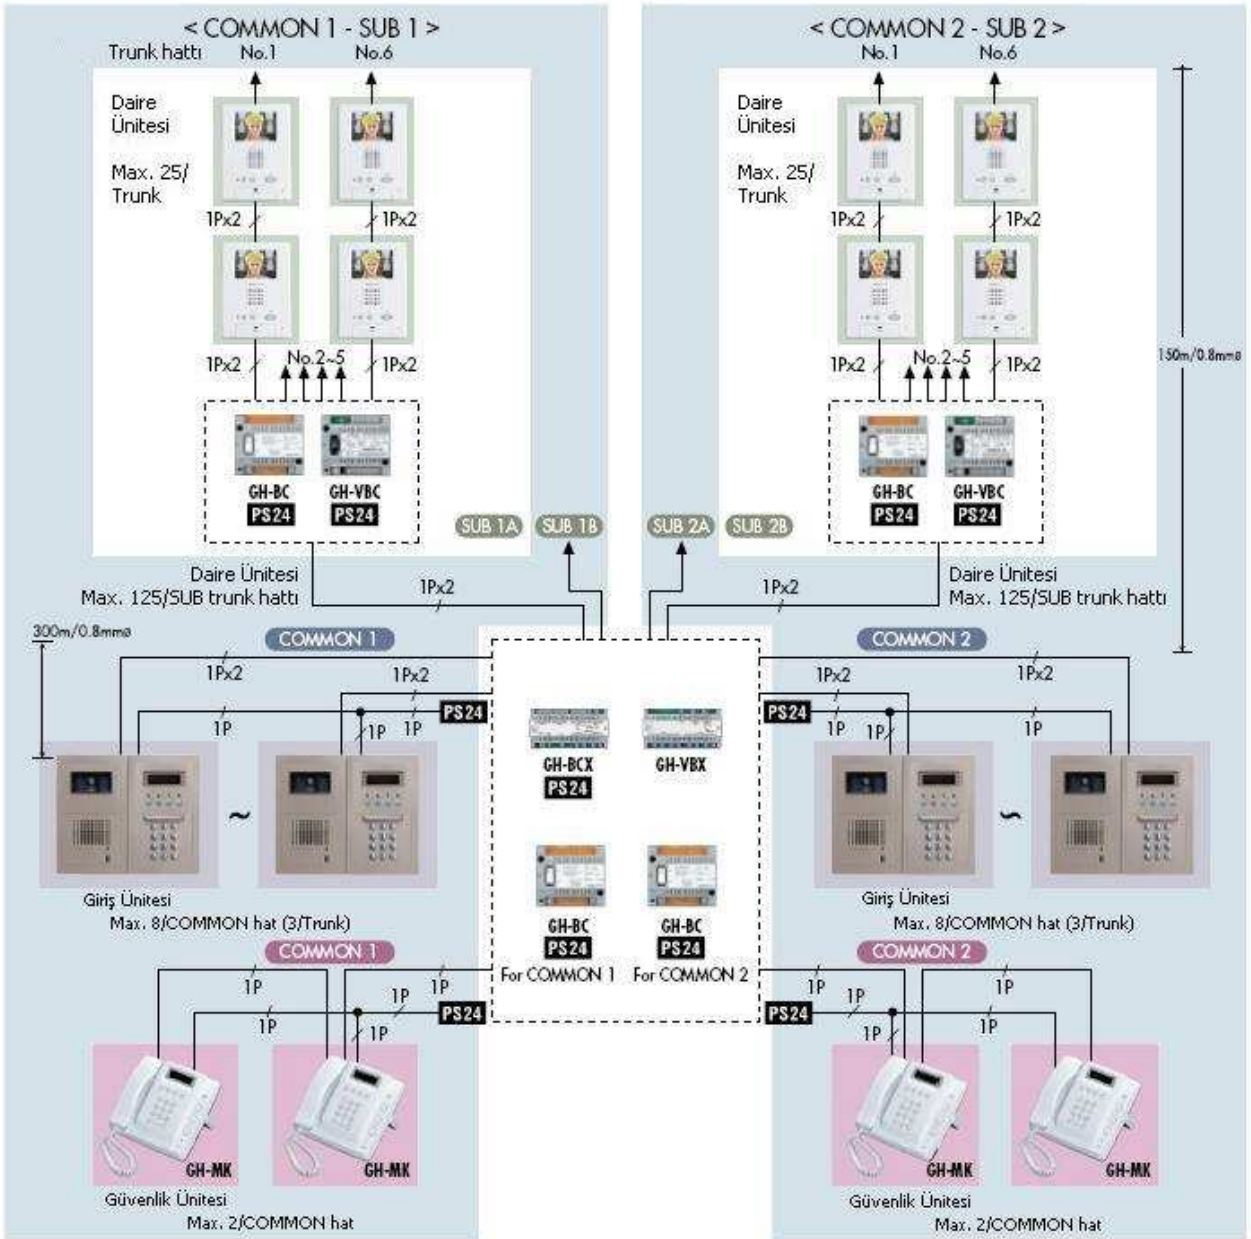 < COMMON 1 - SUB 1 >
Trunk hattı No.1 No.6
Daire
Ünitesi
Max. 25/
Trunk
1Px2 1Px2
1Px2 No.2~5 1Px2
GH-BC GH-VBC
PS24 PS24
SUB 1A SUB 1B
Daire Ünitesi
Max. 125/SUB trunk hattı
1Px2
< COMMON 2 - SUB 2 >
No.1 No.6
Daire
Ünitesi
Max. 25/
Trunk
1Px2 1Px2
1Px2 No.2~5 1Px2
150m/0.8mmø
GH-BC GH-VBC
PS24 PS24
SUB 2A SUB 2B
1Px2
Daire Ünitesi
Max. 125/SUB trunk hattı
300m/0.8mmø
COMMON 1
1Px2 1Px2
1P 1P 1P
PS24
Giriş Ünitesi
Max. 8/COMMON hat (3/Trunk)
COMMON 1
1P 1P
1P 1P 1P
PS24
GH-MK GH-MK
Güvenlik Ünitesi
Max. 2/COMMON hat
GH-BCX GH-VBX
PS24
GH-BC GH-BC
PS24 PS24
For COMMON 1 For COMMON 2
COMMON 2
1Px2 1Px2
PS24
1P 1P 1P
Giriş Ünitesi
Max. 8/COMMON hat (3/Trunk)
COMMON 2
1P 1P
PS24
1P 1P 1P
GH-MK GH-MK
Güvenlik Ünitesi
Max. 2/COMMON hat